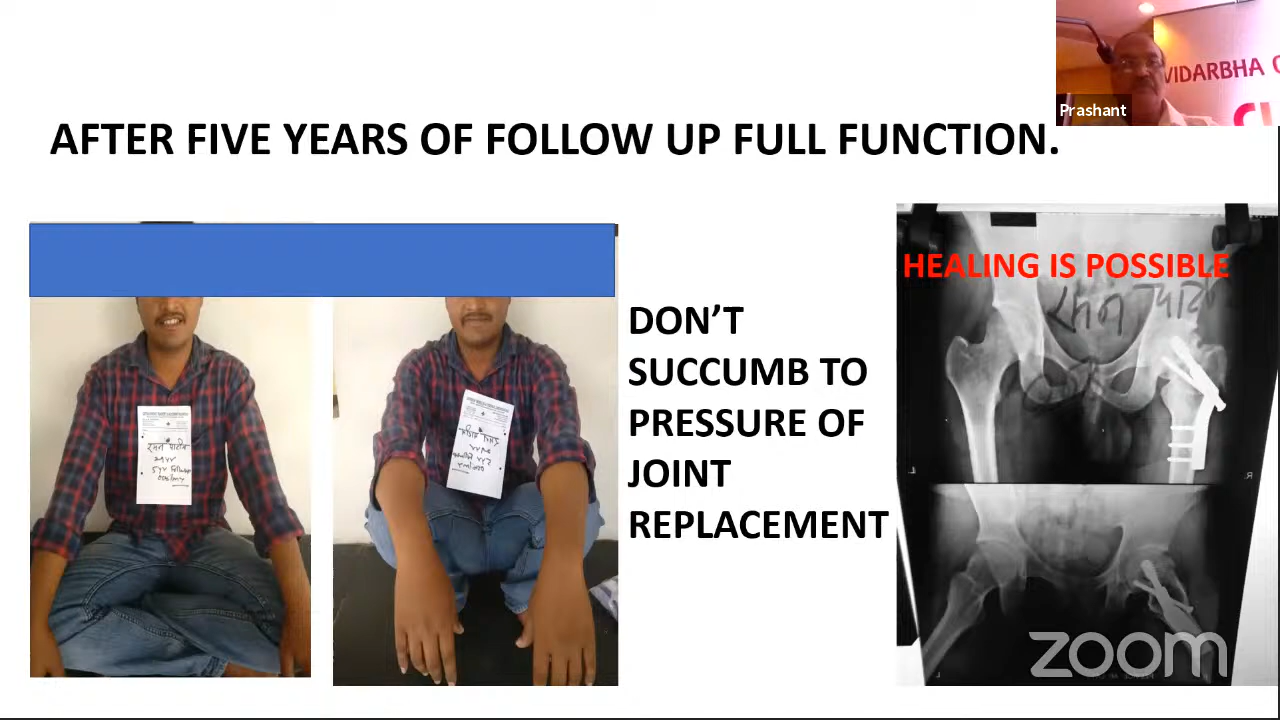 VIDARBHA
Prashant
AFTER FIVE YEARS OF FOLLOW UP FULL FUNCTION.
DON’T
SUCCUMB TO
PRESSURE OF
JOINT
REPLACEMENT
HEALING IS POSSIBLE
zoom